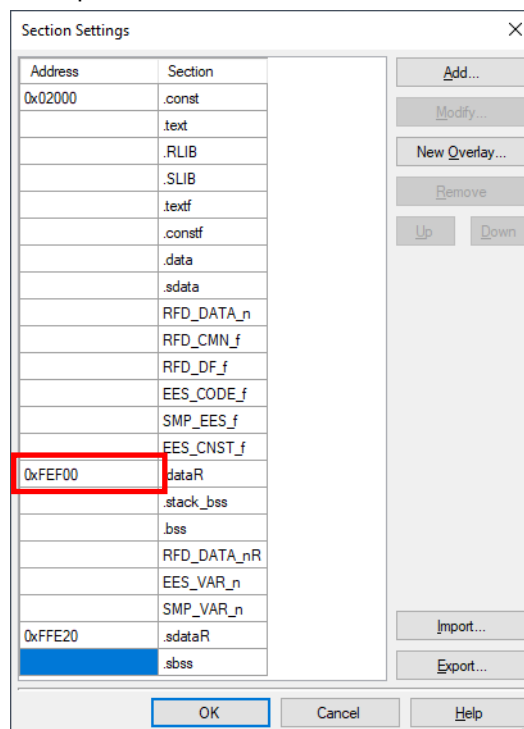 Section Settings
Address Section
0x02000 .const
.text
.RLIB
.SLIB
.textf
.constf
.data
.sdata
RFD_DATA_n
RFD_CMN_f
RFD_DF_f
EES_CODE_f
SMP_EES_f
EES_CNST_f
0xFEF00 dataR
.stack_bss
.bss
RFD_DATA_nR
EES_VAR_n
SMP_VAR_n
0xFFE20 .sdataR
.sbss
Add...
Modify...
New Overlay...
Remove
Up Down
Import...
Export...
OK Cancel Help